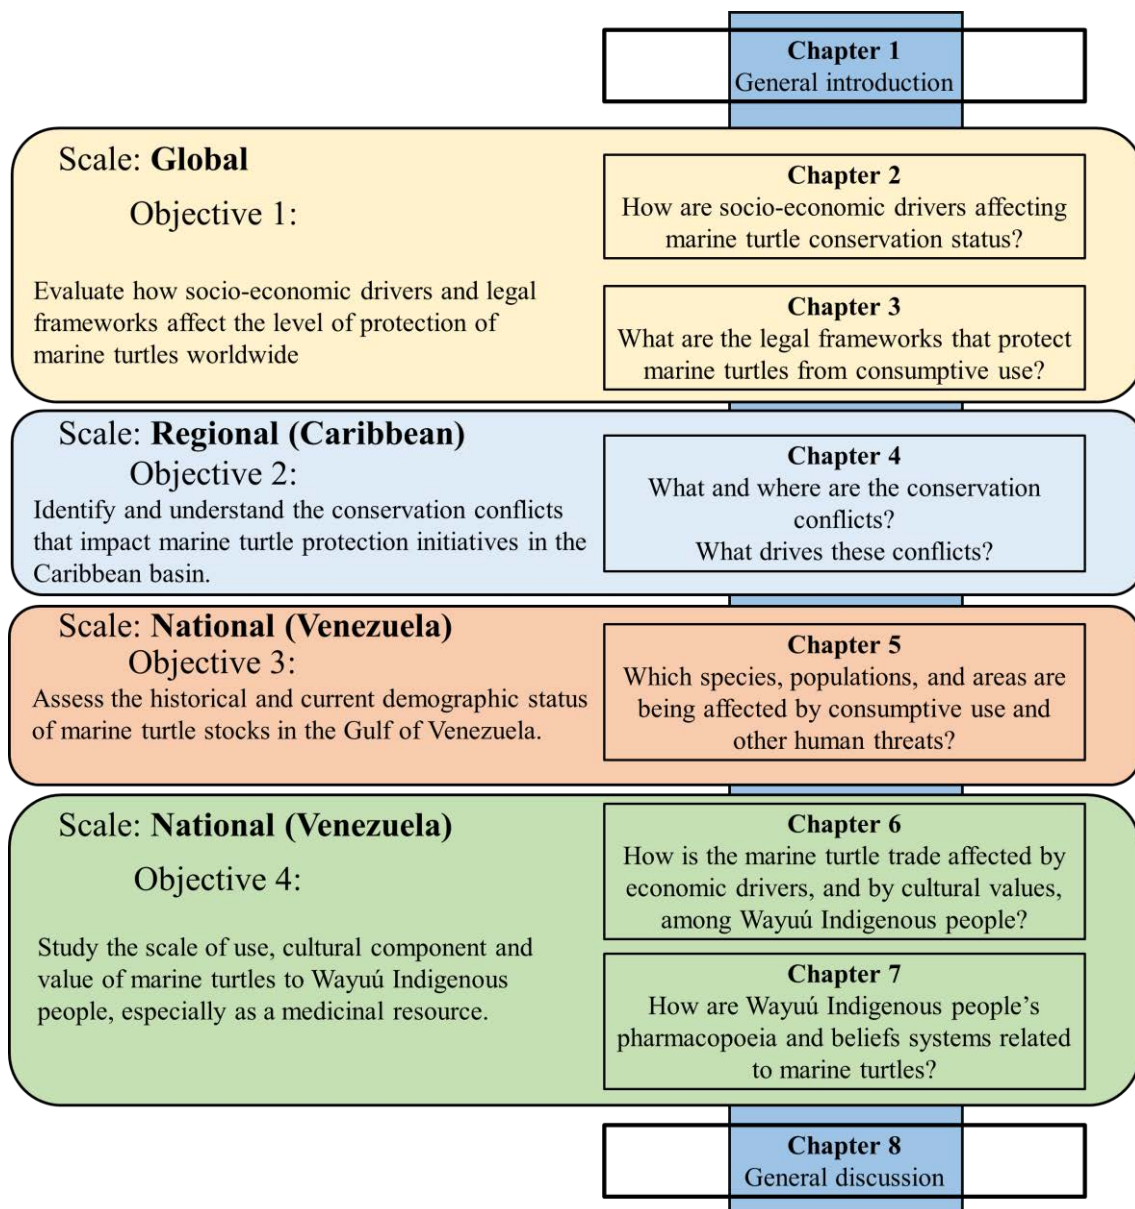 Chapter 1
General introduction
Scale: Global
Objective 1:
Evaluate how socio-economic drivers and legal
frameworks affect the level of protection of
marine turtles worldwide
Chapter 2
How are socio-economic drivers affecting
marine turtle conservation status?
Chapter 3
What are the legal frameworks that protect
marine turtles from consumptive use?
Scale: Regional (Caribbean)
Objective 2:
Identify and understand the conservation conflicts
that impact marine turtle protection initiatives in the
Caribbean basin.
Chapter 4
What and where are the conservation
conflicts?
What drives these conflicts?
Scale: National (Venezuela)
Objective 3:
Assess the historical and current demographic status
of marine turtle stocks in the Gulf of Venezuela.
Chapter 5
Which species, populations, and areas are
being affected by consumptive use and
other human threats?
Scale: National (Venezuela)
Objective 4:
Study the scale of use, cultural component and
value of marine turtles to Wayuú Indigenous
people, especially as a medicinal resource.
Chapter 6
How is the marine turtle trade affected by
economic drivers, and by cultural values,
among Wayuú Indigenous people?
Chapter 7
How are Wayuú Indigenous people’s
pharmacopoeia and beliefs systems related
to marine turtles?
Chapter 8
General discussion